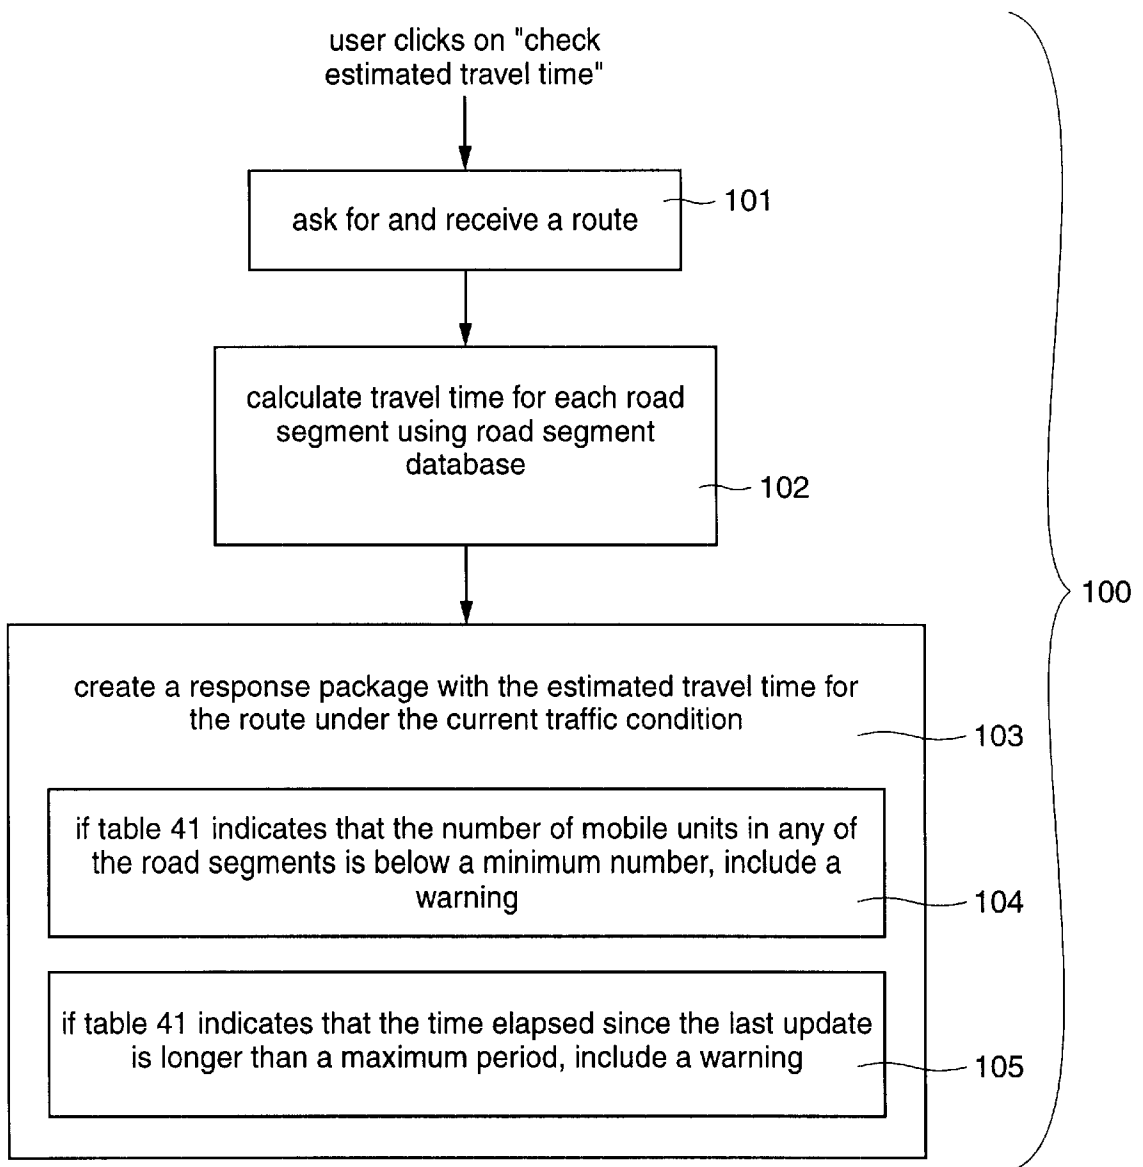 user clicks on "check
estimated travel time"
ask for and receive a route
101
calculate travel time for each road
segment using road segment
database
102
100
create a response package with the estimated travel time for
the route under the current traffic condition
103
if table 41 indicates that the number of mobile units in any of
the road segments is below a minimum number, include a
warning
104
if table 41 indicates that the time elapsed since the last update
is longer than a maximum period, include a warning
105